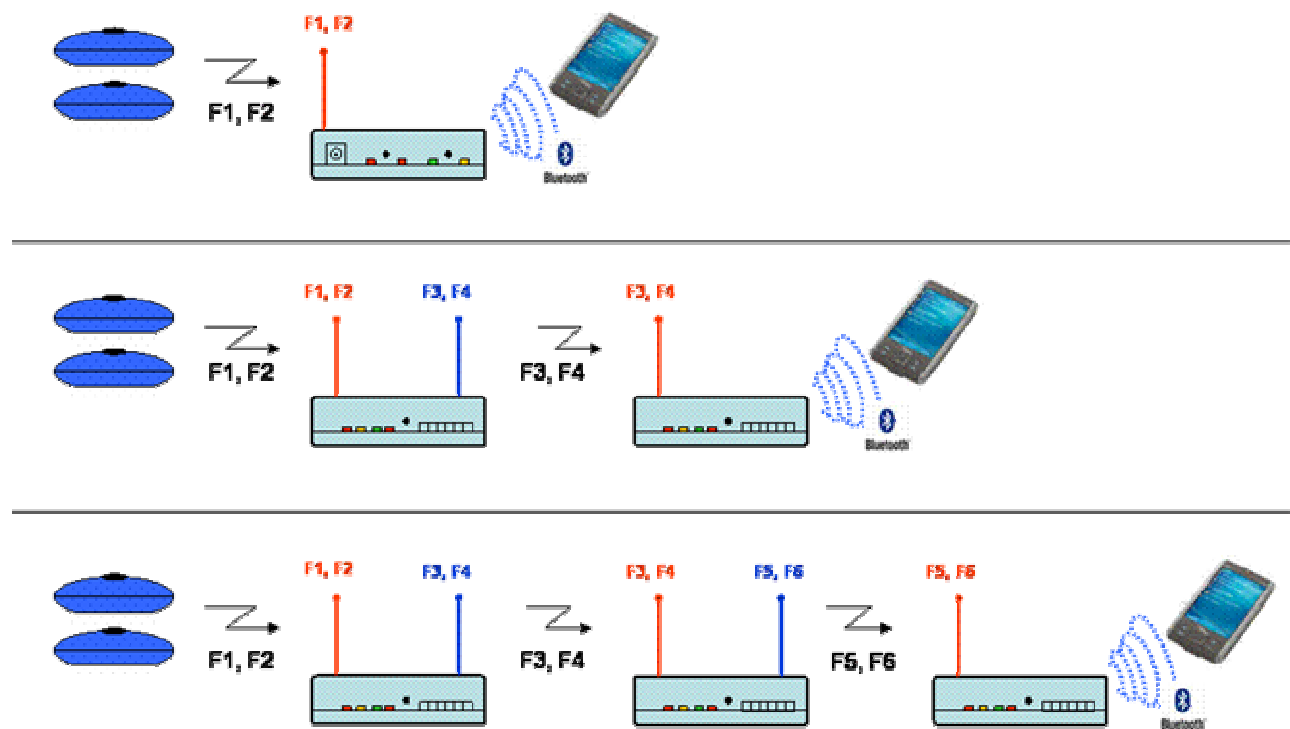 F1, F2
F1, F2
Bluetooth
F1, F2 F3, F4 F3, F4
F1, F2 F3, F4
Bluetooth
F1, F2 F3, F4 F3, F4 F5, F6 F5, F6
F1, F2 F3, F4 F5, F6
Bluetooth